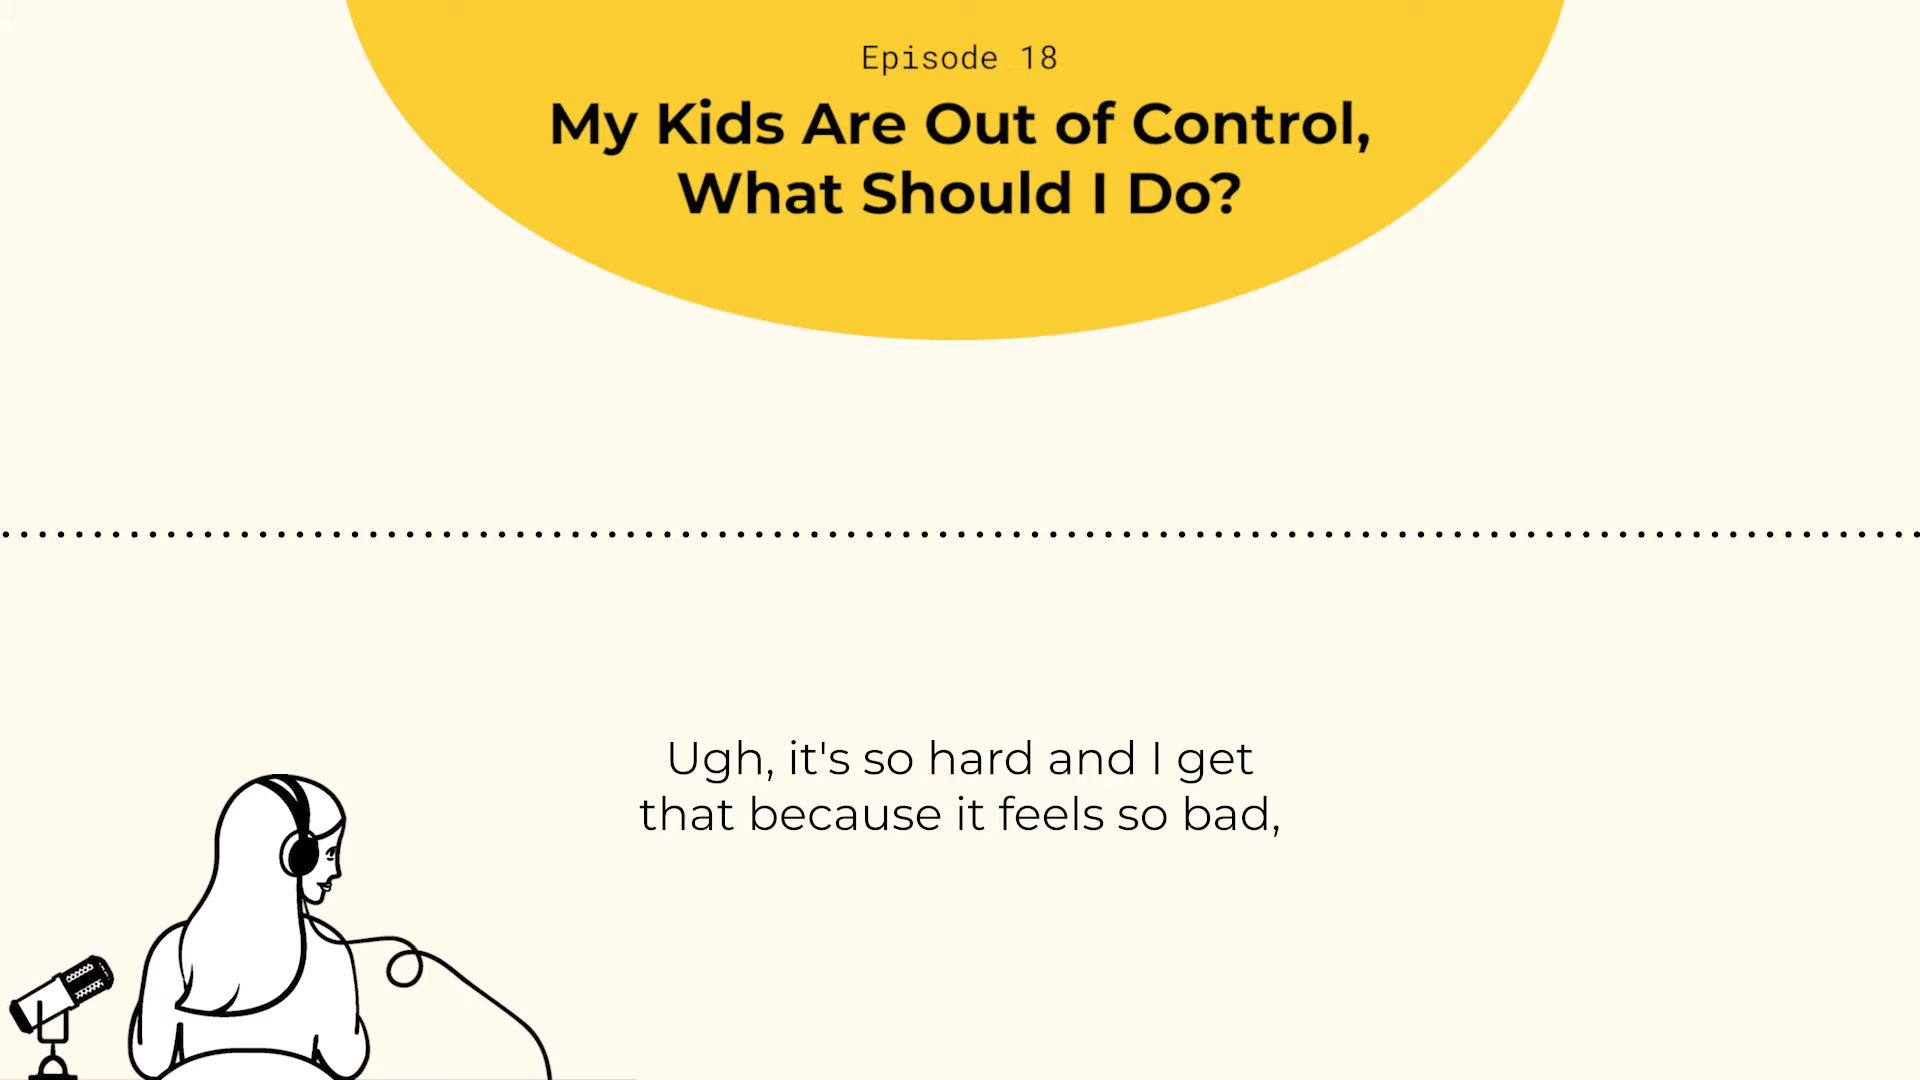 Episode 18
My Kids Are Out of Control,
What Should I Do?
Ugh, it's so hard and I get
that because it feels so bad,